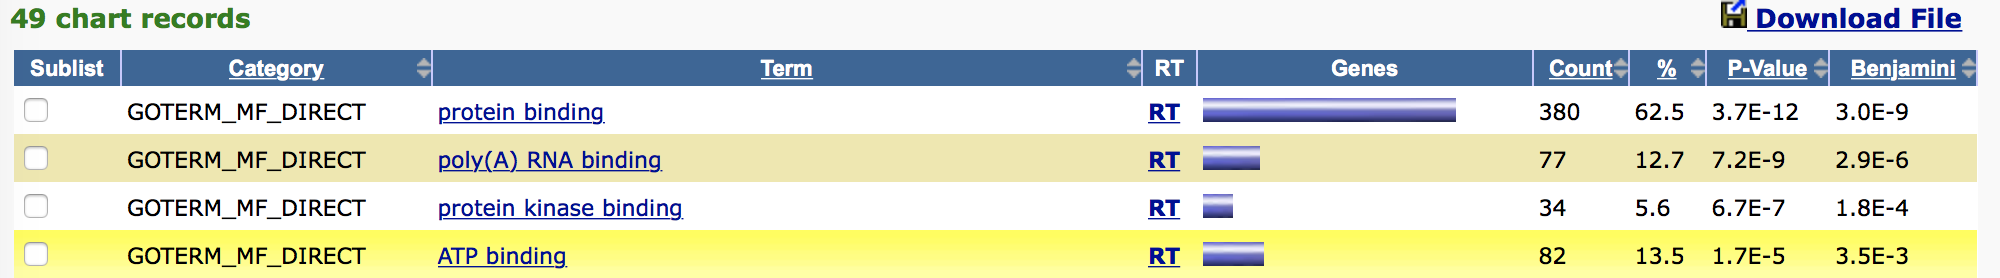 49 chart records Download File
Sublist Category Term RT Genes Count % P-Value Benjamini
GOTERM_MF_DIRECT protein binding RT 380 62.5 3.7E-12 3.0E-9
GOTERM_MF_DIRECT poly(A) RNA binding RT 77 12.7 7.2E-9 2.9E-6
GOTERM_MF_DIRECT protein kinase binding RT 34 5.6 6.7E-7 1.8E-4
GOTERM_MF_DIRECT ATP binding RT 82 13.5 1.7E-5 3.5E-3